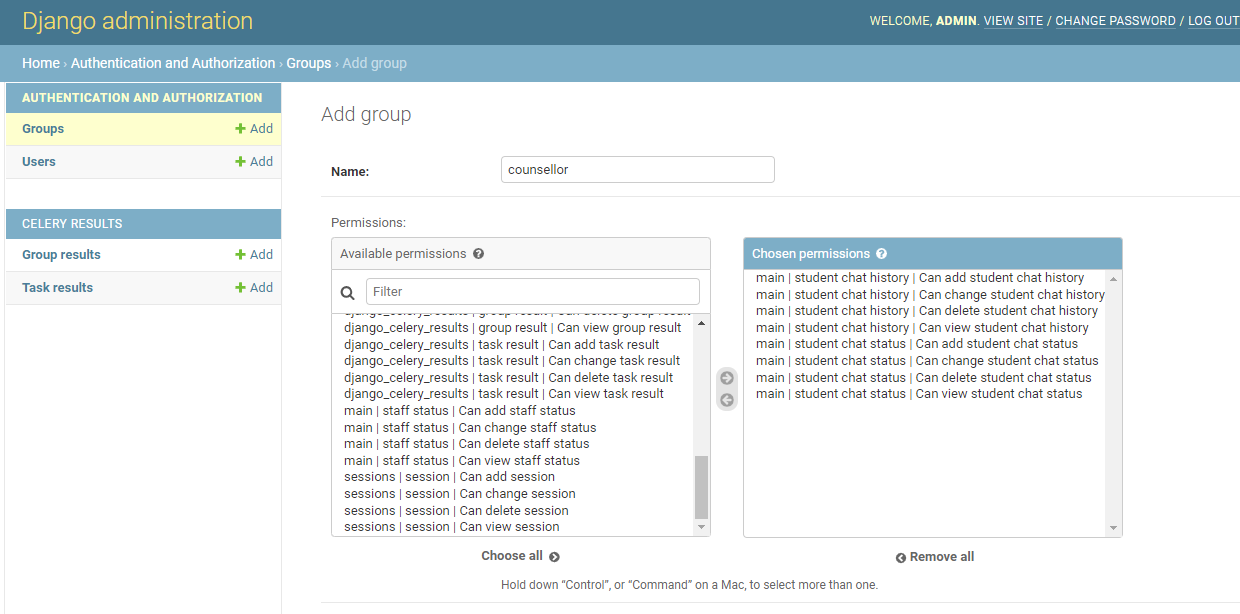 Django administration
WELCOME, ADMIN. VIEW SITE / CHANGE PASSWORD / LOG OUT
Home › Authentication and Authorization › Groups › Add group
AUTHENTICATION AND AUTHORIZATION
Groups + Add
Users + Add
CELERY RESULTS
Group results + Add
Task results + Add
Add group
Name: counsellor
Permissions:
Available permissions ?
Filter
django_celery_results | group result | Can delete group result
django_celery_results | group result | Can view group result
django_celery_results | task result | Can add task result
django_celery_results | task result | Can change task result
django_celery_results | task result | Can delete task result
django_celery_results | task result | Can view task result
main | staff status | Can add staff status
main | staff status | Can change staff status
main | staff status | Can delete staff status
main | staff status | Can view staff status
sessions | session | Can add session
sessions | session | Can change session
sessions | session | Can delete session
sessions | session | Can view session
Choose all
Chosen permissions ?
main | student chat history | Can add student chat history
main | student chat history | Can change student chat history
main | student chat history | Can delete student chat history
main | student chat history | Can view student chat history
main | student chat status | Can add student chat status
main | student chat status | Can change student chat status
main | student chat status | Can delete student chat status
main | student chat status | Can view student chat status
Remove all
Hold down “Control”, or “Command” on a Mac, to select more than one.